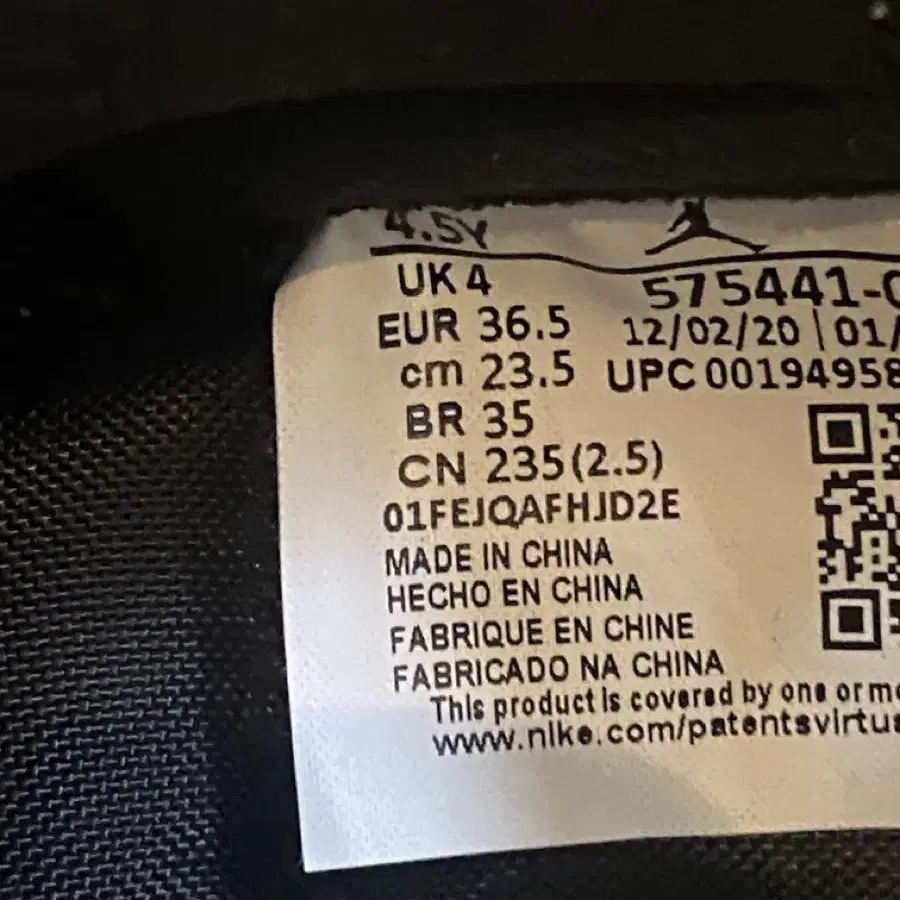 4.5Y
UK 4 575441-0
EUR 36.5 12/02/20 | 01/
cm 23.5 UPC 00194958
BR 35
CN 235(2.5)
01FEJQAFHJD2E
MADE IN CHINA
HECHO EN CHINA
FABRIQUE EN CHINE
FABRICADO NA CHINA
This product is covered by one or mo
www.nike.com/patentsvirtua